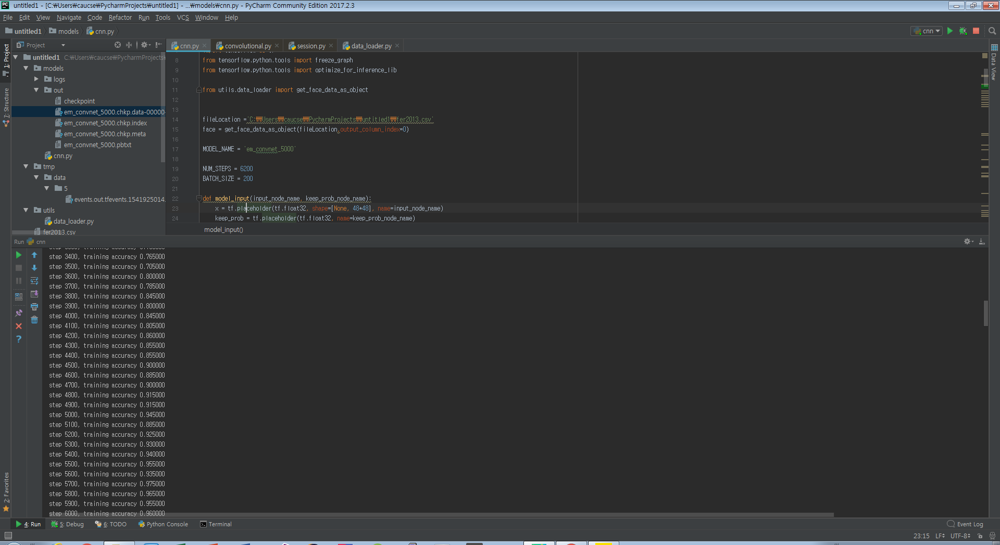 untitled1 - [C:₩Users₩caucse₩PycharmProjects₩untitled1] - ...₩models₩cnn.py - PyCharm Community Edition 2017.2.3
File Edit View Navigate Code Refactor Run Tools VCS Window Help
untitled1 models cnn.py
cnn
Project
cnn.py convolutional.py session.py data_loader.py
1: Project
7: Structure
2: Favorites
Data View
untitled1 C:₩Users₩caucse₩PycharmProjects₩
models
logs
out
checkpoint
em_convnet_5000.chkp.data-00000-
em_convnet_5000.chkp.index
em_convnet_5000.chkp.meta
em_convnet_5000.pbtxt
cnn.py
tmp
data
5
events.out.tfevents.1541925014.
utils
data_loader.py
fer2013.csv
8 from tensorflow.python.tools import freeze_graph
9 from tensorflow.python.tools import optimize_for_inference_lib
10
11 from utils.data_loader import get_face_data_as_object
12
13
14 fileLocation ='C:₩₩Users₩₩caucse₩₩PycharmProjects₩₩untitled1₩₩fer2013.csv'
15 face = get_face_data_as_object(fileLocation,output_column_index=0)
16
17 MODEL_NAME = 'em_convnet_5000'
18
19 NUM_STEPS = 6200
20 BATCH_SIZE = 200
21
22 def model_input(input_node_name, keep_prob_node_name):
23 x = tf.placeholder(tf.float32, shape=[None, 48*48], name=input_node_name)
24 keep_prob = tf.placeholder(tf.float32, name=keep_prob_node_name)
model_input()
Run cnn
step 3400, training accuracy 0.765000
step 3500, training accuracy 0.705000
step 3600, training accuracy 0.800000
step 3700, training accuracy 0.785000
step 3800, training accuracy 0.845000
step 3900, training accuracy 0.800000
step 4000, training accuracy 0.845000
step 4100, training accuracy 0.805000
step 4200, training accuracy 0.860000
step 4300, training accuracy 0.855000
step 4400, training accuracy 0.855000
step 4500, training accuracy 0.900000
step 4600, training accuracy 0.885000
step 4700, training accuracy 0.900000
step 4800, training accuracy 0.915000
step 4900, training accuracy 0.915000
step 5000, training accuracy 0.945000
step 5100, training accuracy 0.885000
step 5200, training accuracy 0.925000
step 5300, training accuracy 0.930000
step 5400, training accuracy 0.940000
step 5500, training accuracy 0.955000
step 5600, training accuracy 0.935000
step 5700, training accuracy 0.975000
step 5800, training accuracy 0.965000
step 5900, training accuracy 0.955000
step 6000, training accuracy 0.960000
4: Run 5: Debug 6: TODO Python Console Terminal Event Log
23:15 LF UTF-8